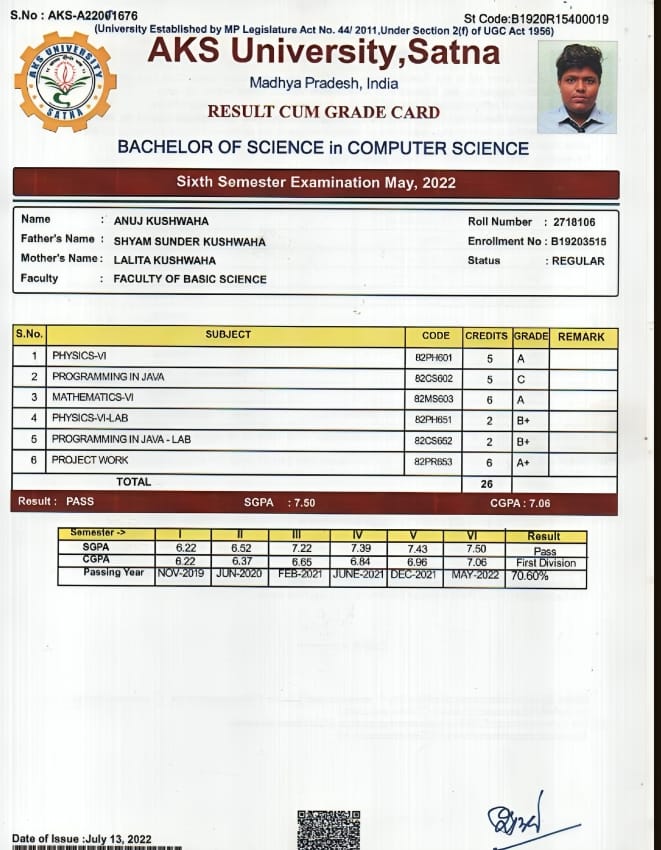 S.No : AKS-A22001676
St Code:B1920R15400019
(University Established by MP Legislature Act No. 44/ 2011,Under Section 2(f) of UGC Act 1956)
AKS UNIVERSITY
SATNA
AKS University,Satna
Madhya Pradesh, India
RESULT CUM GRADE CARD
BACHELOR OF SCIENCE in COMPUTER SCIENCE
Sixth Semester Examination May, 2022
Name : ANUJ KUSHWAHA Roll Number : 2718106
Father's Name : SHYAM SUNDER KUSHWAHA Enrollment No : B19203515
Mother's Name : LALITA KUSHWAHA Status : REGULAR
Faculty : FACULTY OF BASIC SCIENCE
S.No. SUBJECT CODE CREDITS GRADE REMARK
1 PHYSICS-VI 82PH601 5 A
2 PROGRAMMING IN JAVA 82CS602 5 C
3 MATHEMATICS-VI 82MS603 6 A
4 PHYSICS-VI-LAB 82PH651 2 B+
5 PROGRAMMING IN JAVA - LAB 82CS652 2 B+
6 PROJECT WORK 82PR653 6 A+
TOTAL 26
Result : PASS SGPA : 7.50 CGPA : 7.06
Semester -> I II III IV V VI Result
SGPA 6.22 6.52 7.22 7.39 7.43 7.50 Pass
CGPA 6.22 6.37 6.65 6.84 6.96 7.06 First Division
Passing Year NOV-2019 JUN-2020 FEB-2021 JUNE-2021 DEC-2021 MAY-2022 70.60%
Date of Issue :July 13, 2022